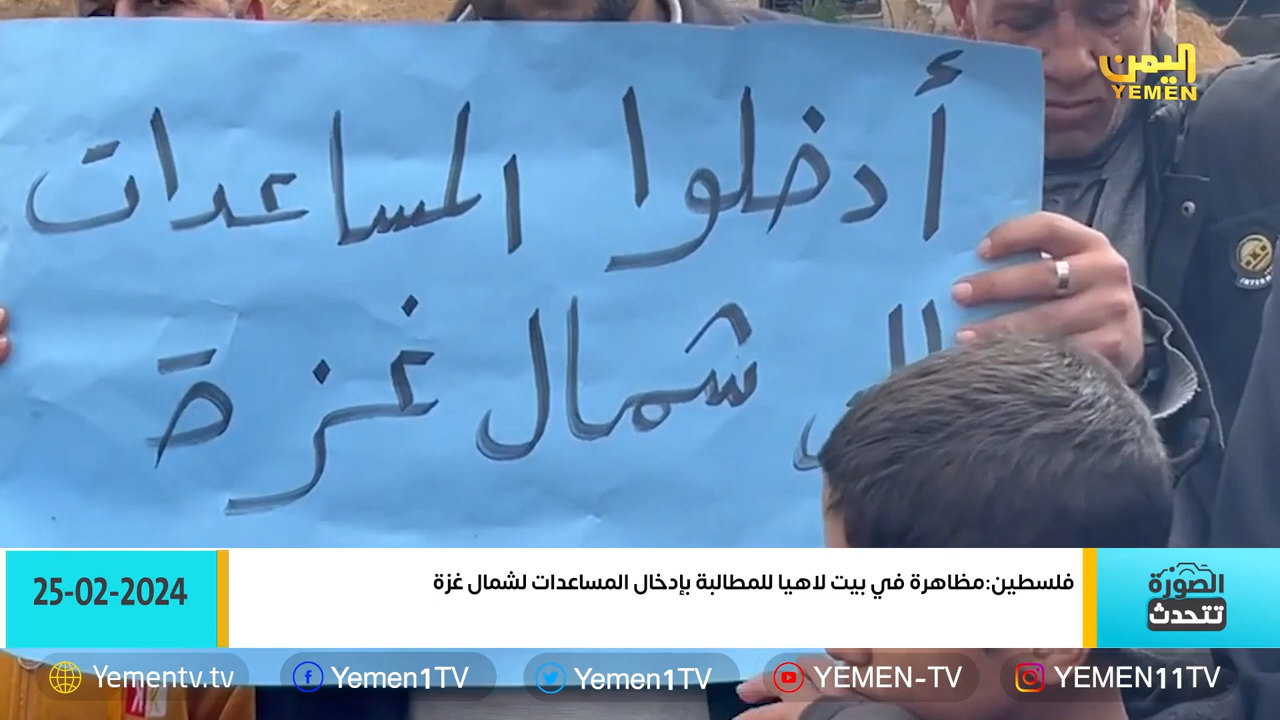 اليمن
YEMEN
أدخلوا المساعدات
شمال غزة
INTERN
25-02-2024
فلسطين:مظاهرة في بيت لاهيا للمطالبة بإدخال المساعدات لشمال غزة
الصورة
تتحدث
Yementv.tv
Yemen1TV
Yemen1TV
YEMEN-TV
YEMEN11TV